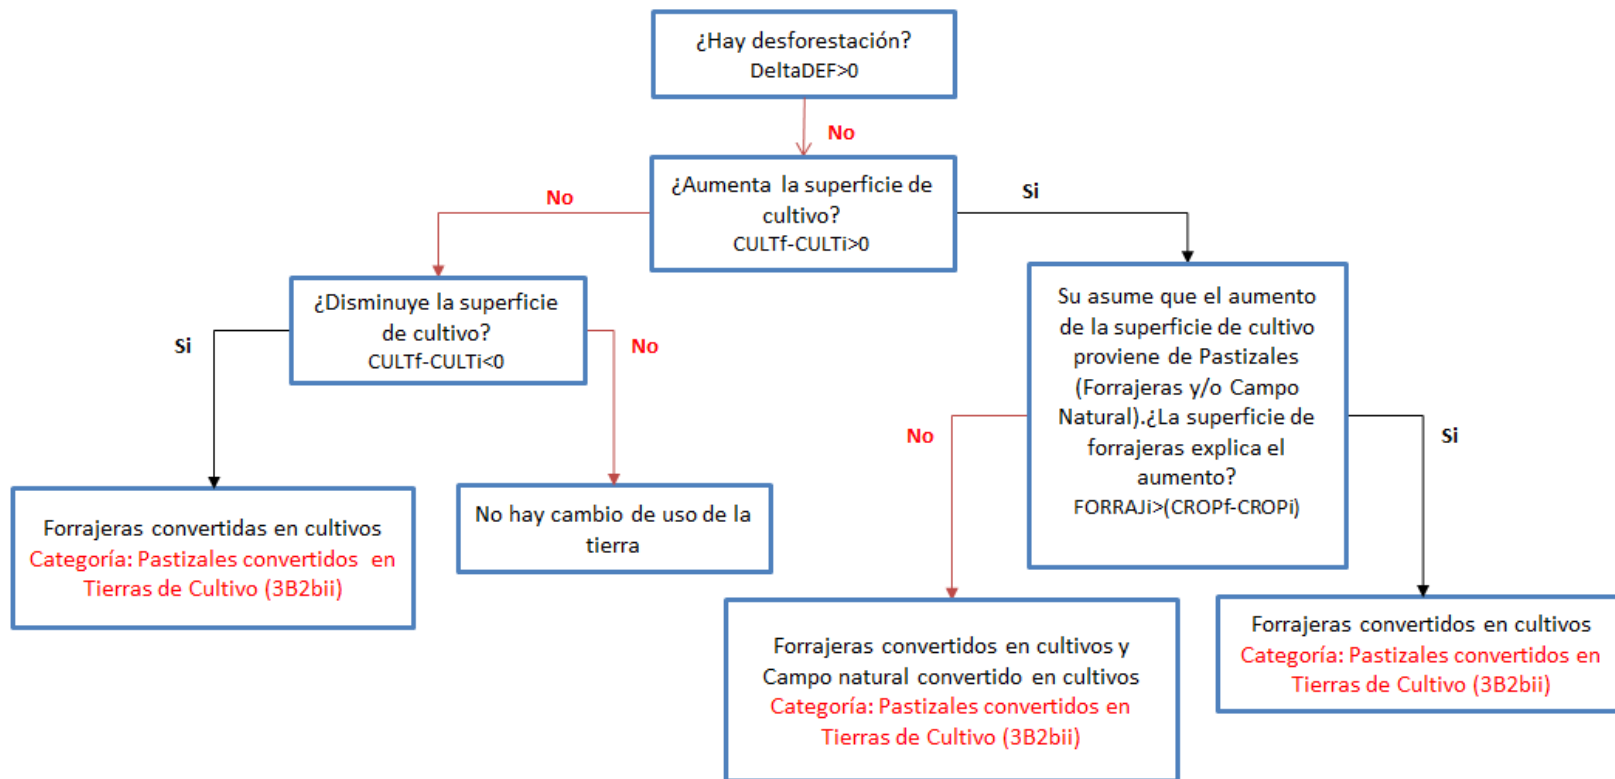 ¿Hay desforestación?
DeltaDEF>0
No
¿Aumenta la superficie de
cultivo?
CULTf-CULTi>0
No
Si
¿Disminuye la superficie
de cultivo?
CULTf-CULTi<0
Si
No
Su asume que el aumento
de la superficie de cultivo
proviene de Pastizales
(Forrajeras y/o Campo
Natural).¿La superficie de
forrajeras explica el
aumento?
FORRAJi>(CROPf-CROPi)
No
Si
Forrajeras convertidas en cultivos
Categoría: Pastizales convertidos en
Tierras de Cultivo (3B2bii)
No hay cambio de uso de la
tierra
Forrajeras convertidos en cultivos y
Campo natural convertido en cultivos
Categoría: Pastizales convertidos en
Tierras de Cultivo (3B2bii)
Forrajeras convertidos en cultivos
Categoría: Pastizales convertidos en
Tierras de Cultivo (3B2bii)